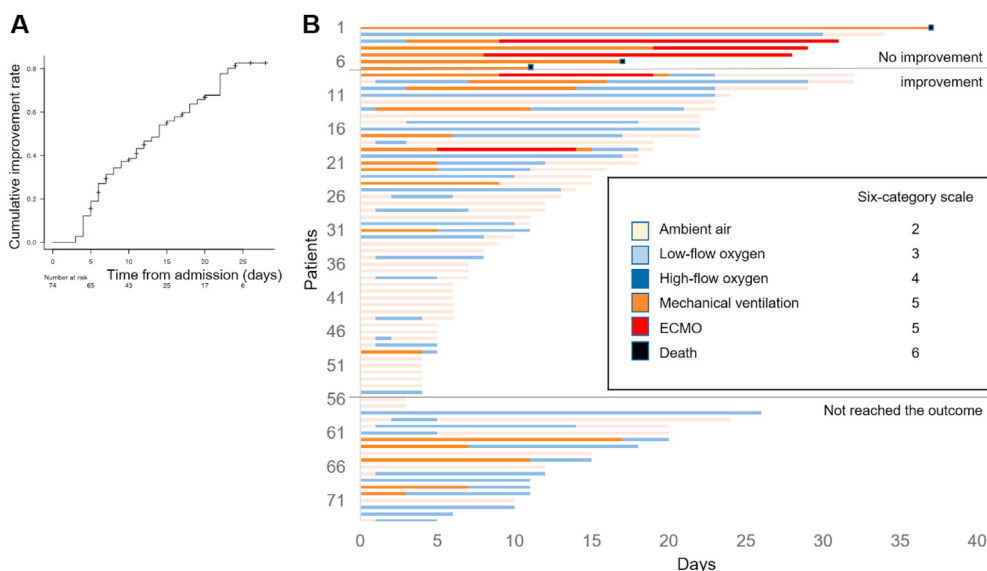 A
Cumulative improvement rate
0.8
0.6
0.4
0.2
0.0
0 5 10 15 20 25
Time from admission (days)
Number at risk
74 65 43 25 17 6
B
Patients
1
6
11
16
21
26
31
36
41
46
51
56
61
66
71
No improvement
improvement
Not reached the outcome
Six-category scale
Ambient air 2
Low-flow oxygen 3
High-flow oxygen 4
Mechanical ventilation 5
ECMO 5
Death 6
0 5 10 15 20 25 30 35 40
Days